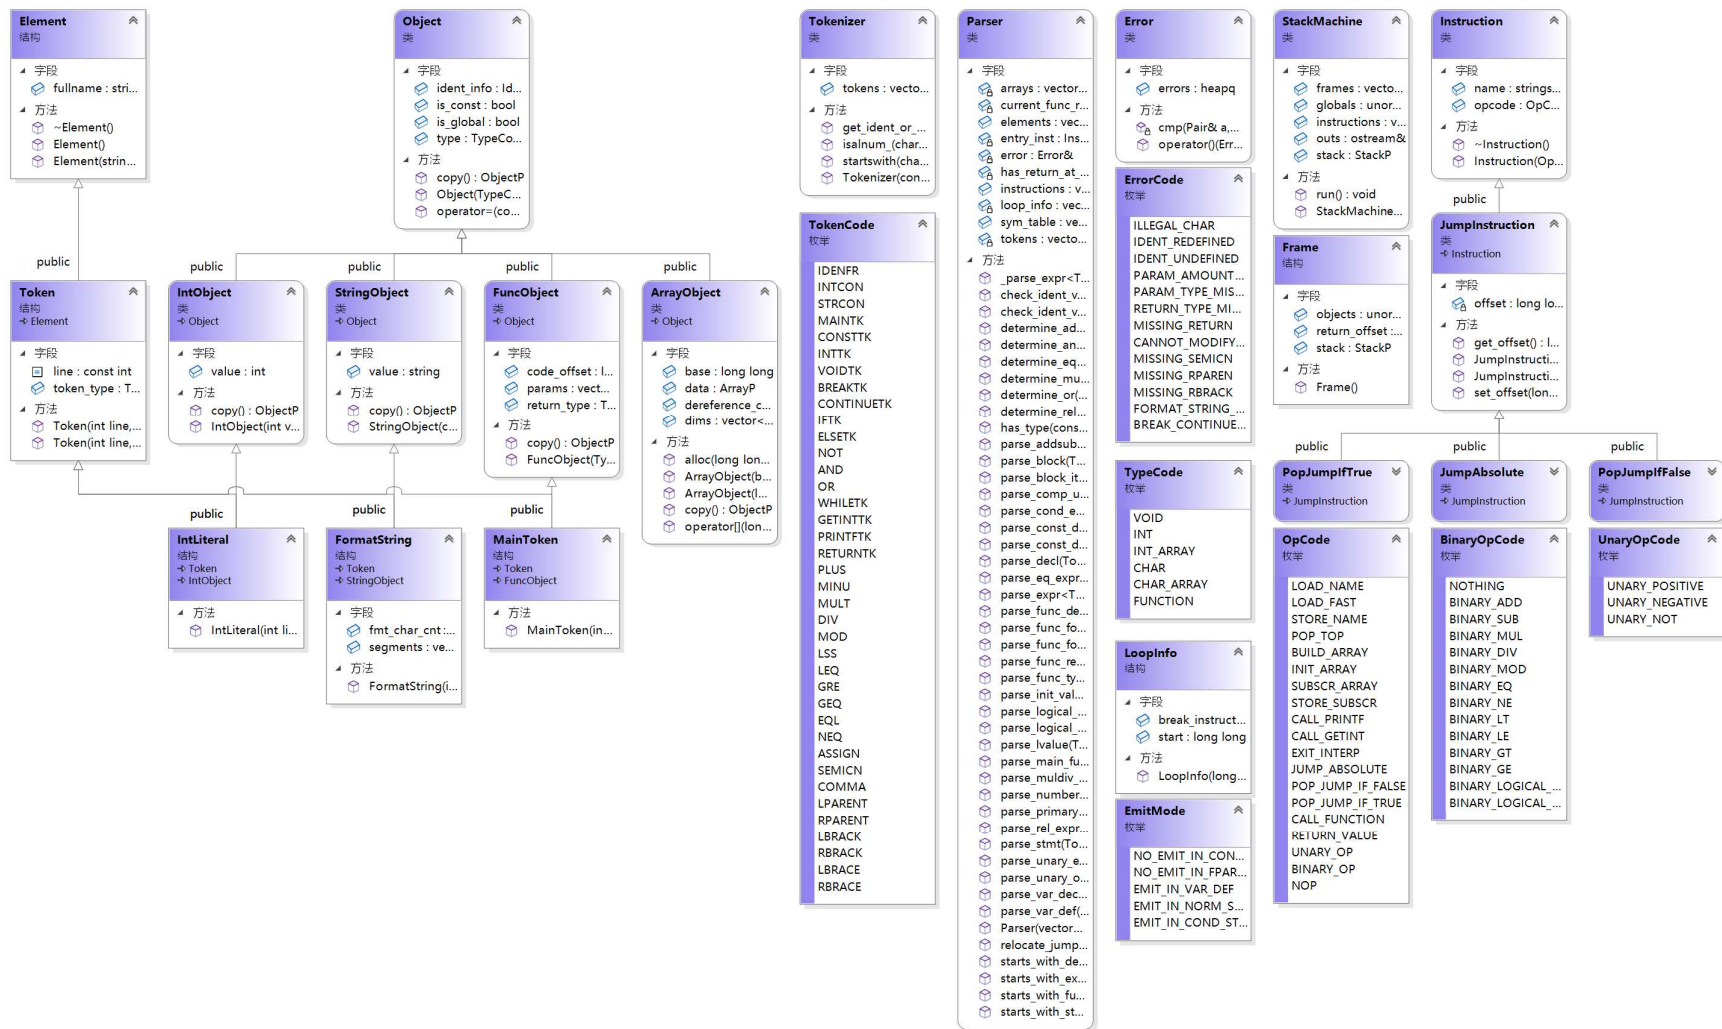 Element
结构
字段
fullname : stri...
方法
~Element()
Element()
Element(strin...
public
Token
结构
Element
字段
line : const int
token_type : T...
方法
Token(int line,...
Token(int line,...
Object
类
字段
ident_info : Id...
is_const : bool
is_global : bool
type : TypeCo...
方法
copy() : ObjectP
Object(TypeC...
operator=(co...
public
public
public
public
IntObject
类
Object
字段
value : int
方法
copy() : ObjectP
IntObject(int v...
StringObject
类
Object
字段
value : string
方法
copy() : ObjectP
StringObject(c...
FuncObject
类
Object
字段
code_offset : l...
params : vect...
return_type : T...
方法
copy() : ObjectP
FuncObject(Ty...
ArrayObject
类
Object
字段
base : long long
data : ArrayP
dereference_c...
dims : vector<...
方法
alloc(long lon...
ArrayObject(b...
ArrayObject(l...
copy() : ObjectP
operator[](lon...
public
public
public
IntLiteral
结构
Token
IntObject
方法
IntLiteral(int li...
FormatString
结构
Token
StringObject
字段
fmt_char_cnt :...
segments : ve...
方法
FormatString(i...
MainToken
结构
Token
FuncObject
方法
MainToken(in...
Tokenizer
类
字段
tokens : vecto...
方法
get_ident_or_...
isalnum_(char...
startswith(cha...
Tokenizer(con...
TokenCode
枚举
IDENFR
INTCON
STRCON
MAINTK
CONSTTK
INTTK
VOIDTK
BREAKTK
CONTINUETK
IFTK
ELSETK
NOT
AND
OR
WHILETK
GETINTTK
PRINTFTK
RETURNTK
PLUS
MINU
MULT
DIV
MOD
LSS
LEQ
GRE
GEQ
EQL
NEQ
ASSIGN
SEMICN
COMMA
LPARENT
RPARENT
LBRACK
RBRACK
LBRACE
RBRACE
Parser
类
字段
arrays : vector...
current_func_r...
elements : vec...
entry_inst : Ins...
error : Error&
has_return_at_...
instructions : v...
loop_info : vec...
sym_table : ve...
tokens : vecto...
方法
_parse_expr<T...
check_ident_v...
check_ident_v...
determine_ad...
determine_an...
determine_eq...
determine_mu...
determine_or(...
determine_rel...
has_type(cons...
parse_addsub...
parse_block(T...
parse_block_it...
parse_comp_u...
parse_cond_e...
parse_const_d...
parse_const_d...
parse_decl(To...
parse_eq_expr...
parse_expr<T...
parse_func_de...
parse_func_fo...
parse_func_fo...
parse_func_re...
parse_func_ty...
parse_init_val...
parse_logical_...
parse_logical_...
parse_lvalue(T...
parse_main_fu...
parse_muldiv_...
parse_number...
parse_primary...
parse_rel_expr...
parse_stmt(To...
parse_unary_e...
parse_unary_o...
parse_var_dec...
parse_var_def(...
Parser(vector...
relocate_jump...
starts_with_de...
starts_with_ex...
starts_with_fu...
starts_with_st...
Error
类
字段
errors : heapq
方法
cmp(Pair& a,...
operator()(Err...
ErrorCode
枚举
ILLEGAL_CHAR
IDENT_REDEFINED
IDENT_UNDEFINED
PARAM_AMOUNT...
PARAM_TYPE_MIS...
RETURN_TYPE_MI...
MISSING_RETURN
CANNOT_MODIFY...
MISSING_SEMICN
MISSING_RPAREN
MISSING_RBRACK
FORMAT_STRING_...
BREAK_CONTINUE...
TypeCode
枚举
VOID
INT
INT_ARRAY
CHAR
CHAR_ARRAY
FUNCTION
LoopInfo
结构
字段
break_instruct...
start : long long
方法
LoopInfo(long...
EmitMode
枚举
NO_EMIT_IN_CON...
NO_EMIT_IN_FPAR...
EMIT_IN_VAR_DEF
EMIT_IN_NORM_S...
EMIT_IN_COND_ST...
StackMachine
类
字段
frames : vecto...
globals : unor...
instructions : v...
outs : ostream&
stack : StackP
方法
run() : void
StackMachine...
Frame
结构
字段
objects : unor...
return_offset :...
stack : StackP
方法
Frame()
Instruction
类
字段
name : strings...
opcode : OpC...
方法
~Instruction()
Instruction(Op...
public
JumpInstruction
类
Instruction
字段
offset : long lo...
方法
get_offset() : l...
JumpInstructi...
JumpInstructi...
set_offset(lon...
public
public
public
PopJumpIfTrue
类
JumpInstruction
JumpAbsolute
类
JumpInstruction
PopJumpIfFalse
类
JumpInstruction
OpCode
枚举
LOAD_NAME
LOAD_FAST
STORE_NAME
POP_TOP
BUILD_ARRAY
INIT_ARRAY
SUBSCR_ARRAY
STORE_SUBSCR
CALL_PRINTF
CALL_GETINT
EXIT_INTERP
JUMP_ABSOLUTE
POP_JUMP_IF_FALSE
POP_JUMP_IF_TRUE
CALL_FUNCTION
RETURN_VALUE
UNARY_OP
BINARY_OP
NOP
BinaryOpCode
枚举
NOTHING
BINARY_ADD
BINARY_SUB
BINARY_MUL
BINARY_DIV
BINARY_MOD
BINARY_EQ
BINARY_NE
BINARY_LT
BINARY_LE
BINARY_GT
BINARY_GE
BINARY_LOGICAL_...
BINARY_LOGICAL_...
UnaryOpCode
枚举
UNARY_POSITIVE
UNARY_NEGATIVE
UNARY_NOT